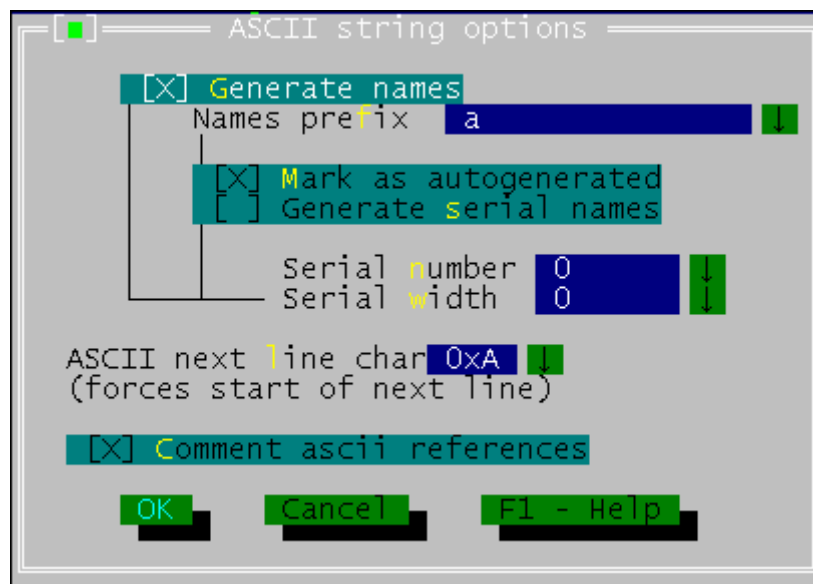 [■] ASCII string options
[X] Generate names
Names prefix a ↓
[X] Mark as autogenerated
[ ] Generate serial names
Serial number 0 ↓
Serial width 0 ↓
ASCII next line char 0xA ↓
(forces start of next line)
[X] Comment ascii references
OK Cancel F1 - Help